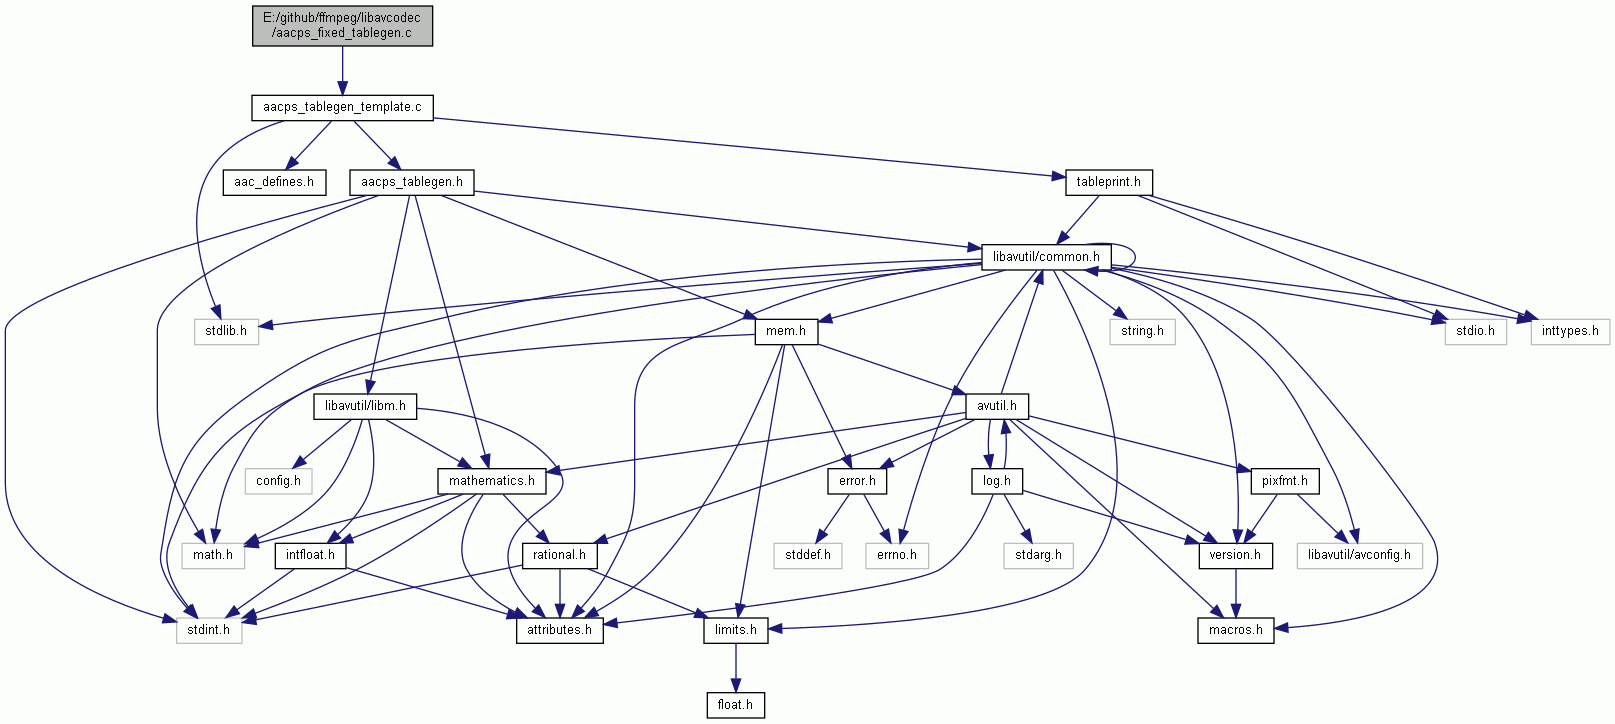 E:/github/ffmpeg/libavcodec
/aacps_fixed_tablegen.c
aacps_tablegen_template.c
aac_defines.h
aacps_tablegen.h
tableprint.h
libavutil/common.h
stdlib.h
mem.h
string.h
stdio.h
inttypes.h
libavutil/libm.h
avutil.h
config.h
mathematics.h
error.h
log.h
pixfmt.h
math.h
intfloat.h
rational.h
stddef.h
errno.h
stdarg.h
version.h
libavutil/avconfig.h
stdint.h
attributes.h
limits.h
macros.h
float.h